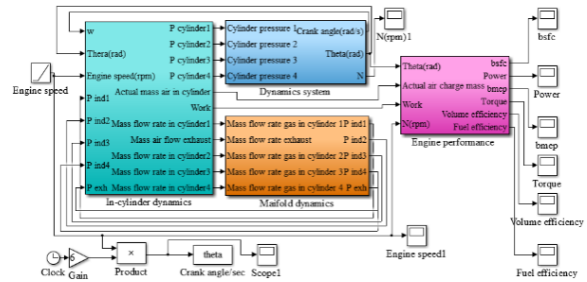 w
Thera(rad)
Engine speed(rpm)
P ind1
P ind2
P ind3
P ind4
P exh
P cylinder1
P cylinder2
P cylinder3
P cylinder4
Actual mass air in cylinder
Work
Mass flow rate in cylinder1
Mass air flow exhaust
Mass flow rate in cylinder2
Mass flow rate in cylinder3
Mass flow rate in cylinder4
In-cylinder dynamics
Engine speed
Cylinder pressure 1
Cylinder pressure 2
Cylinder pressure 3
Cylinder pressure 4
Crank angle(rad/s)
Theta(rad)
N
Dynamics system
N(rpm)1
Mass flow rate gas in cylinder 1
Mass flow rate exhaust
Mass flow rate gas in cylinder 2
Mass flow rate gas in cylinder 3
Mass flow rate gas in cylinder 4
P ind1
P ind2
P ind3
P ind4
P exh
Maifold dynamics
Theta(rad)
Actual air charge mass
Work
N(rpm)
bsfc
Power
bmep
Torque
Volume efficiency
Fuel efficiency
Engine performance
bsfc
Power
bmep
Torque
Volume efficiency
Fuel efficiency
Engine speed1
Clock
6
Gain
×
Product
theta
Crank angle/sec
Scope1